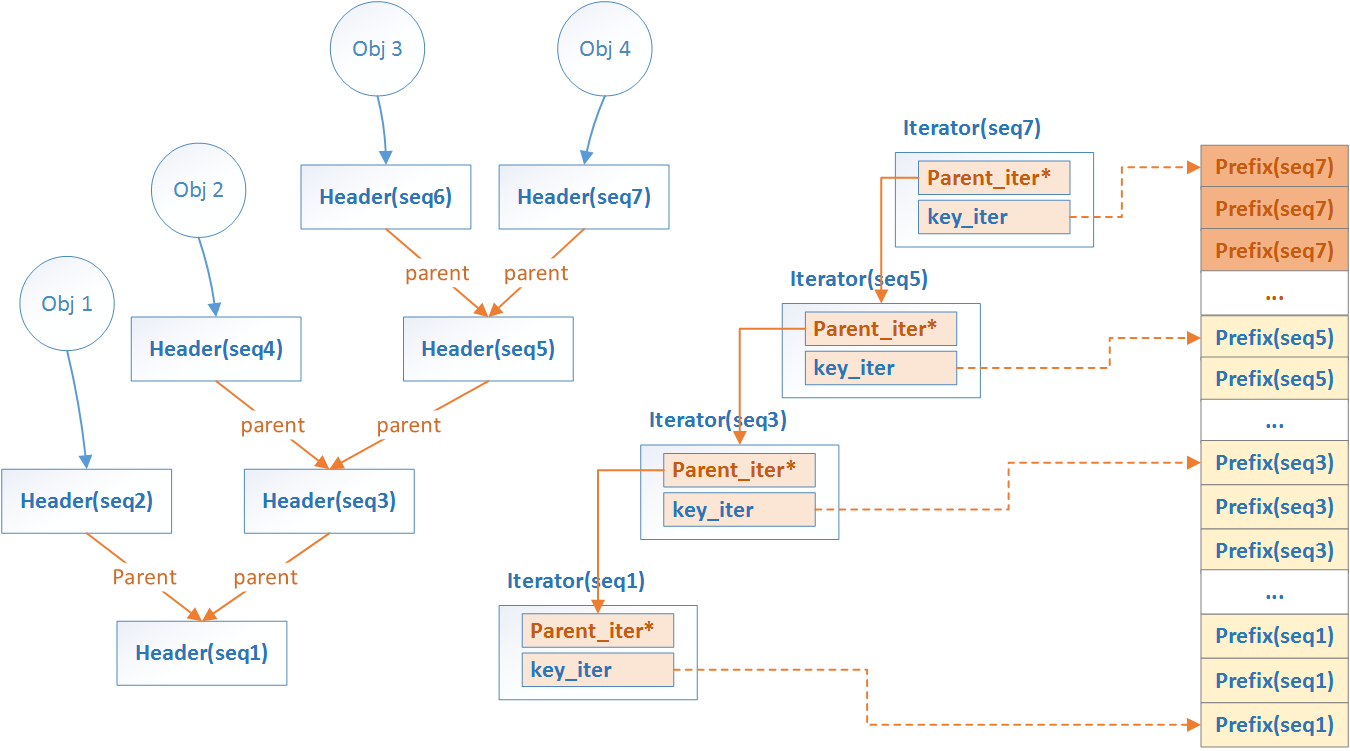 Obj 3
Obj 4
Obj 2
Obj 1
Header(seq6)
Header(seq7)
parent
parent
Header(seq4)
Header(seq5)
parent
parent
Header(seq2)
Header(seq3)
Parent
parent
Header(seq1)
Iterator(seq7)
Parent_iter*
key_iter
Iterator(seq5)
Parent_iter*
key_iter
Iterator(seq3)
Parent_iter*
key_iter
Iterator(seq1)
Parent_iter*
key_iter
Prefix(seq7)
Prefix(seq7)
Prefix(seq7)
...
Prefix(seq5)
Prefix(seq5)
...
Prefix(seq3)
Prefix(seq3)
Prefix(seq3)
...
Prefix(seq1)
Prefix(seq1)
Prefix(seq1)